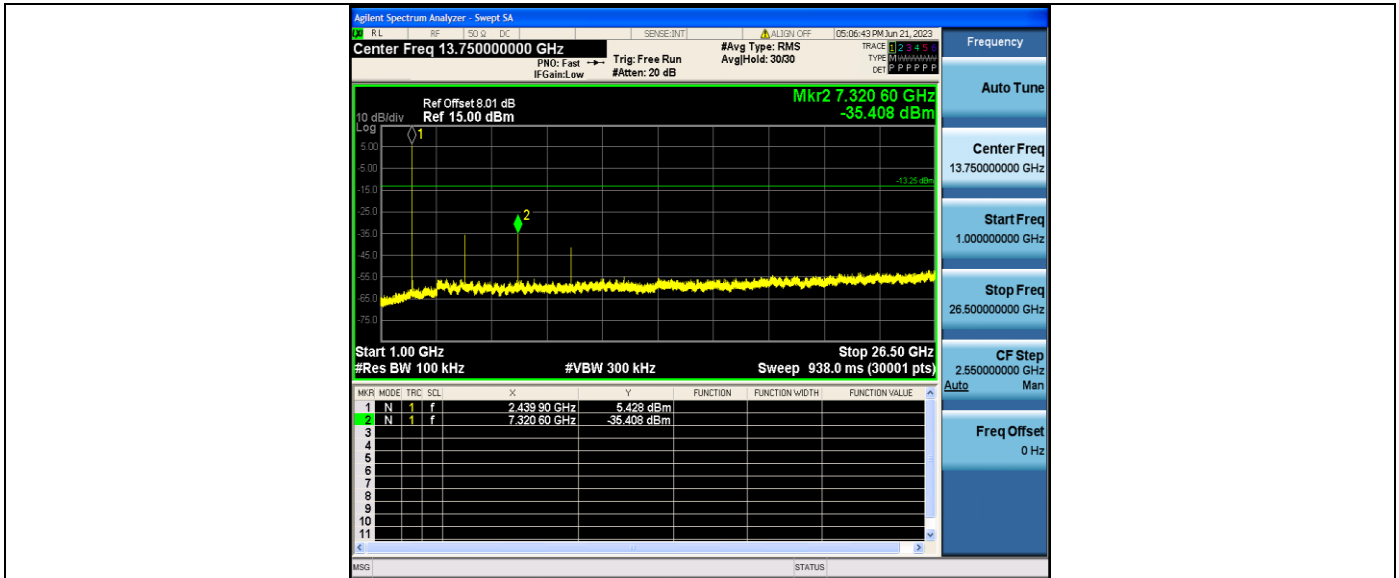 Agilent Spectrum Analyzer - Swept SA
RL RF 50 Ω DC SENSE:INT ALIGN OFF 05:06:43 PM Jun 21, 2023
Center Freq 13.750000000 GHz
PNO: Fast
IFGain:Low
Trig: Free Run
#Atten: 20 dB
#Avg Type: RMS
Avg|Hold: 30/30
TRACE 1 2 3 4 5 6
TYPE M
DET P P P P P P
Mkr2 7.320 60 GHz
-35.408 dBm
Ref Offset 8.01 dB
10 dB/div Ref 15.00 dBm
Log
1
5.00
-5.00
-13.25 dBm
-15.0
-25.0
2
-35.0
-45.0
-55.0
-65.0
-75.0
Start 1.00 GHz Stop 26.50 GHz
#Res BW 100 kHz #VBW 300 kHz Sweep 938.0 ms (30001 pts)
MKR MODE TRC SCL X Y FUNCTION FUNCTION WIDTH FUNCTION VALUE
1 N 1 f 2.439 90 GHz 5.428 dBm
2 N 1 f 7.320 60 GHz -35.408 dBm
3
4
5
6
7
8
9
10
11
MSG STATUS
Frequency
Auto Tune
Center Freq
13.750000000 GHz
Start Freq
1.000000000 GHz
Stop Freq
26.500000000 GHz
CF Step
2.550000000 GHz
Auto Man
Freq Offset
0 Hz